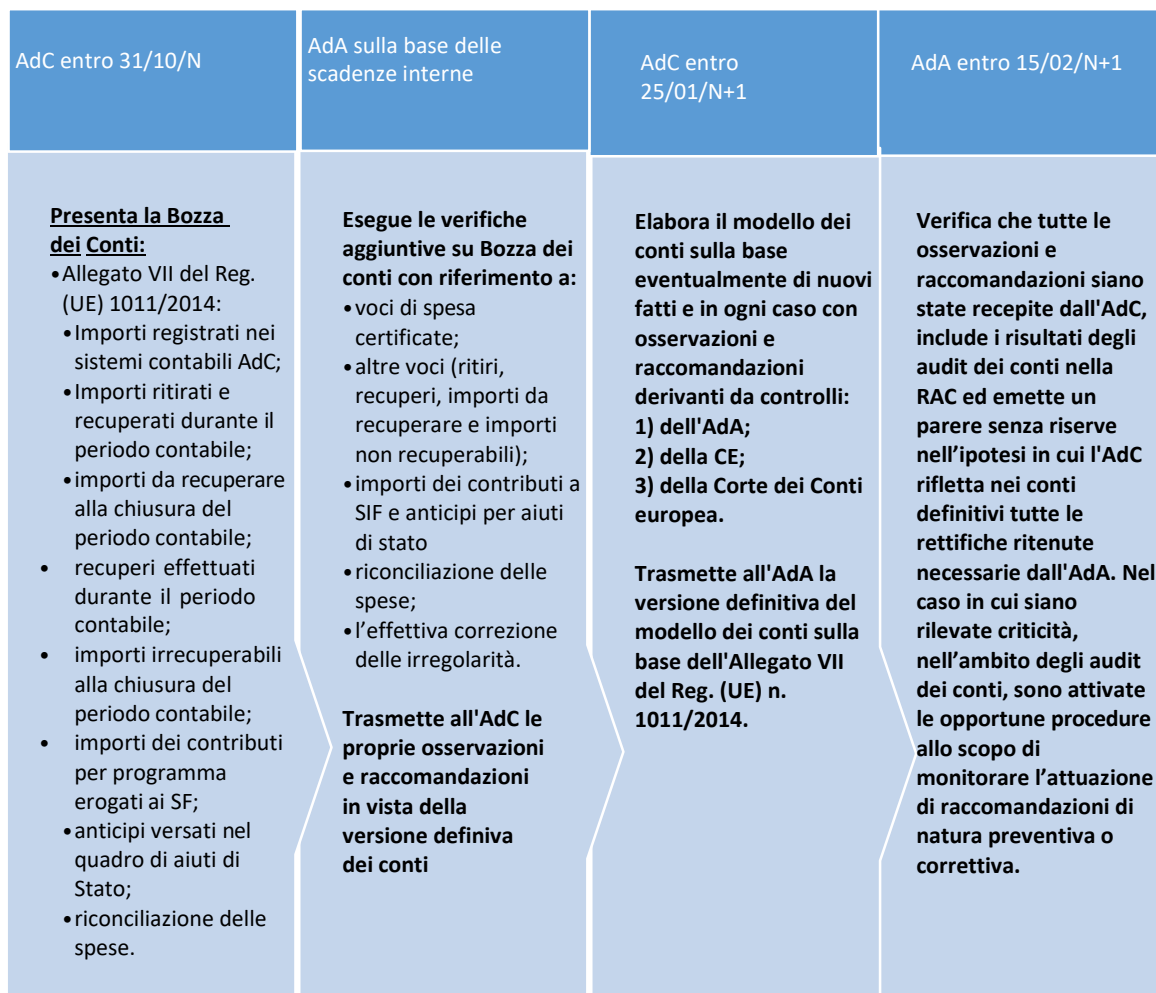 AdC entro 31/10/N
Presenta la Bozza
dei Conti:
•Allegato VII del Reg.
(UE) 1011/2014:
•Importi registrati nei
sistemi contabili AdC;
•Importi ritirati e
recuperati durante il
periodo contabile;
•importi da recuperare
alla chiusura del
periodo contabile;
• recuperi effettuati
durante il periodo
contabile;
• importi irrecuperabili
alla chiusura del
periodo contabile;
• importi dei contributi
per programma
erogati ai SF;
•anticipi versati nel
quadro di aiuti di
Stato;
•riconciliazione delle
spese.
AdA sulla base delle
scadenze interne
Esegue le verifiche
aggiuntive su Bozza dei
conti con riferimento a:
•voci di spesa
certificate;
•altre voci (ritiri,
recuperi, importi da
recuperare e importi
non recuperabili);
•importi dei contributi a
SIF e anticipi per aiuti
di stato
•riconciliazione delle
spese;
•l’effettiva correzione
delle irregolarità.
Trasmette all'AdC le
proprie osservazioni
e raccomandazioni
in vista della
versione definiva
dei conti
AdC entro
25/01/N+1
Elabora il modello dei
conti sulla base
eventualmente di nuovi
fatti e in ogni caso con
osservazioni e
raccomandazioni
derivanti da controlli:
1) dell'AdA;
2) della CE;
3) della Corte dei Conti
europea.
Trasmette all'AdA la
versione definitiva del
modello dei conti sulla
base dell'Allegato VII
del Reg. (UE) n.
1011/2014.
AdA entro 15/02/N+1
Verifica che tutte le
osservazioni e
raccomandazioni siano
state recepite dall'AdC,
include i risultati degli
audit dei conti nella
RAC ed emette un
parere senza riserve
nell’ipotesi in cui l'AdC
rifletta nei conti
definitivi tutte le
rettifiche ritenute
necessarie dall'AdA. Nel
caso in cui siano
rilevate criticità,
nell’ambito degli audit
dei conti, sono attivate
le opportune procedure
allo scopo di
monitorare l’attuazione
di raccomandazioni di
natura preventiva o
correttiva.